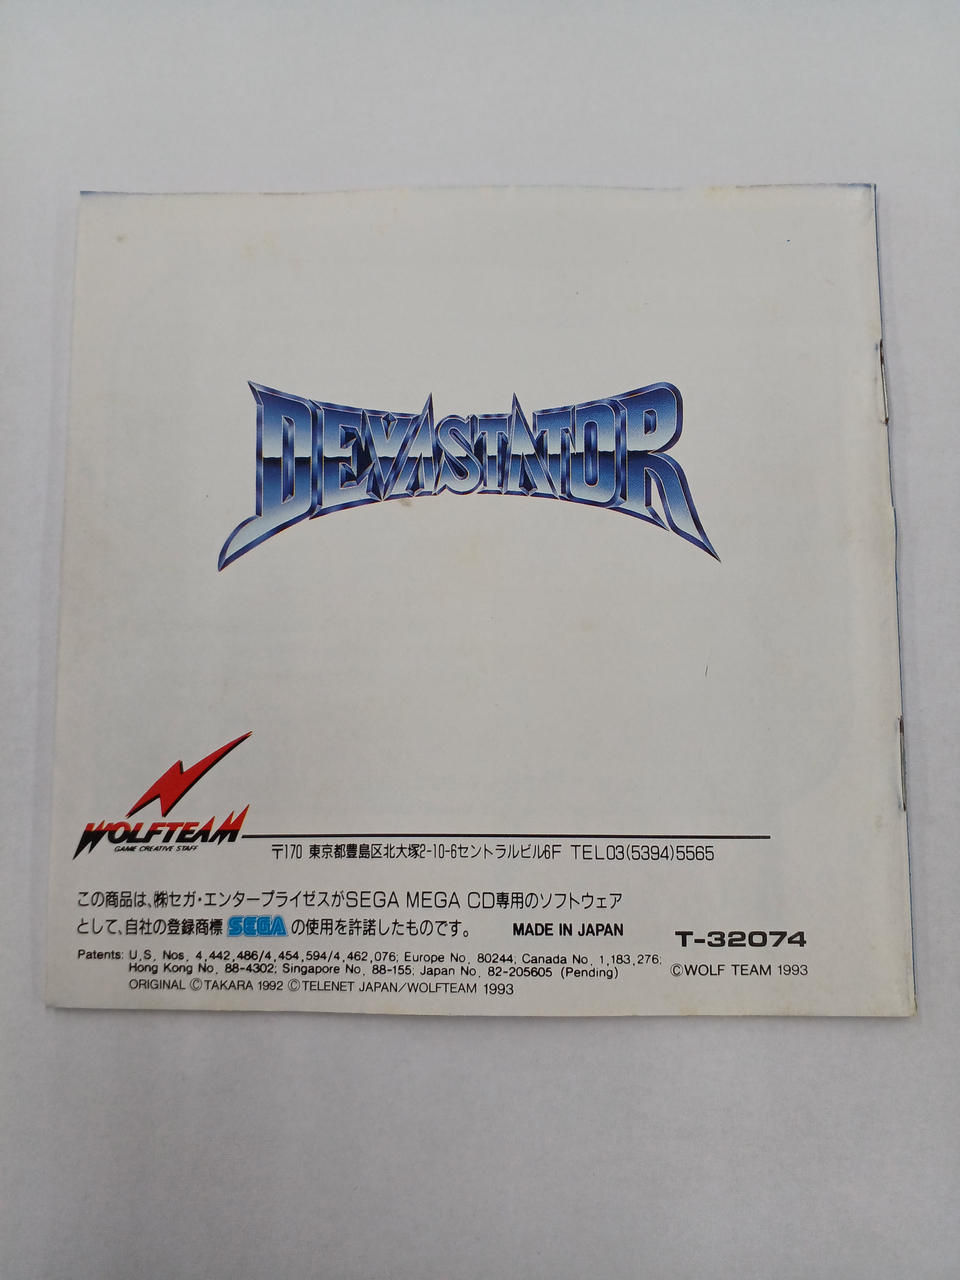 DEVASTATOR
WOLFTEAM
GAME CREATIVE STAFF
〒170 東京都豊島区北大塚2-10-6セントラルビル6F TEL03(5394)5565
この商品は、㈱セガ・エンタープライゼスがSEGA MEGA CD専用のソフトウェア
として、自社の登録商標 SEGA の使用を許諾したものです。 MADE IN JAPAN
T-32074
Patents: U.S. Nos. 4,442,486/4,454,594/4,462,076; Europe No. 80244; Canada No. 1,183,276;
Hong Kong No. 88-4302; Singapore No. 88-155; Japan No. 82-205605 (Pending)
©WOLF TEAM 1993
ORIGINAL ©TAKARA 1992 ©TELENET JAPAN/WOLFTEAM 1993